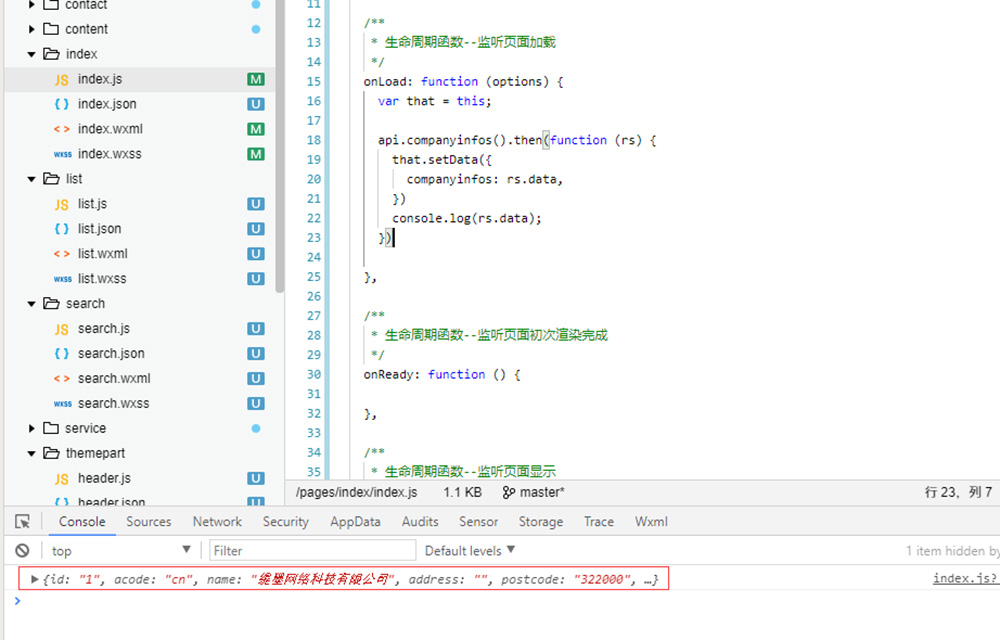 contact
content
index
JS index.js M
{ } index.json U
< > index.wxml M
wxss index.wxss M
list
JS list.js U
{ } list.json U
< > list.wxml U
wxss list.wxss U
search
JS search.js U
{ } search.json U
< > search.wxml U
wxss search.wxss U
service
themepart
JS header.js U
{ } header.json U
11
12 /**
13 * 生命周期函数--监听页面加载
14 */
15 onLoad: function (options) {
16 var that = this;
17
18 api.companyinfos().then(function (rs) {
19 that.setData({
20 companyinfos: rs.data,
21 })
22 console.log(rs.data);
23 })
24
25 },
26
27 /**
28 * 生命周期函数--监听页面初次渲染完成
29 */
30 onReady: function () {
31
32 },
33
34 /**
35 * 生命周期函数--监听页面显示
/pages/index/index.js 1.1 KB master* 行 23，列 7
Console Sources Network Security AppData Audits Sensor Storage Trace Wxml
top ▼ Filter Default levels ▼ 1 item hidden by
▶{id: "1", acode: "cn", name: "缆墨网络科技有限公司", address: "", postcode: "322000", …} index.js?
>